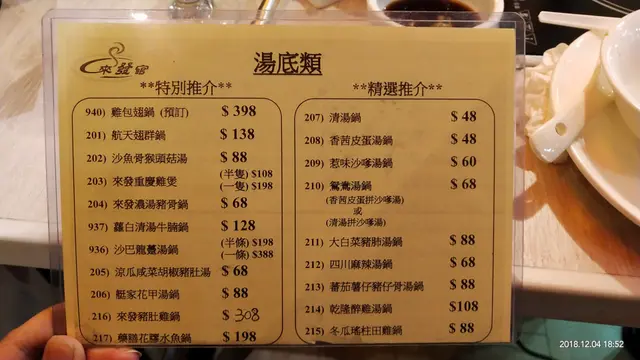 來發窖
湯底類
**特別推介**
940) 雞包翅鍋 (預訂) $ 398
201) 航天翅群鍋 $ 138
202) 沙魚骨猴頭菇湯 $ 88
203) 來發重慶雞煲 (半隻) $108
(一隻) $198
204) 來發濃湯豬骨鍋 $ 68
937) 蘿白清湯牛腩鍋 $ 128
936) 沙巴龍躉湯鍋 (半條) $198
(一條) $388
205) 涼瓜咸菜胡椒豬肚湯 $ 68
206) 艇家花甲湯鍋 $ 88
216) 來發豬肚雞鍋 $ 308
217) 藥膳花膠水魚鍋 $ 198
**精選推介**
207) 清湯鍋 $ 48
208) 香茜皮蛋湯鍋 $ 48
209) 惹味沙嗲湯鍋 $ 60
210) 鴛鴦湯鍋 $ 68
(香茜皮蛋拼沙嗲湯)
或
(清湯拼沙嗲湯)
211) 大白菜豬肺湯鍋 $ 88
212) 四川麻辣湯鍋 $ 68
213) 蕃茄薯仔豬仔骨湯鍋 $ 88
214) 乾隆醉雞湯鍋 $108
215) 冬瓜瑤柱田雞鍋 $ 88
2018.12.04 18:52